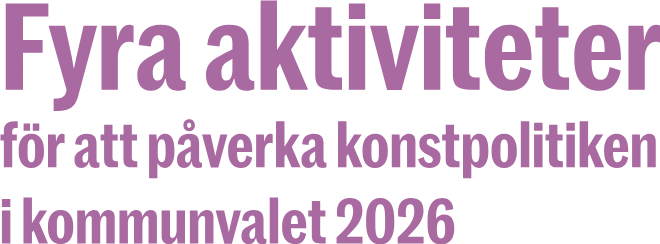 Fyra aktiviteter
för att påverka konstpolitiken
i kommunvalet 2026